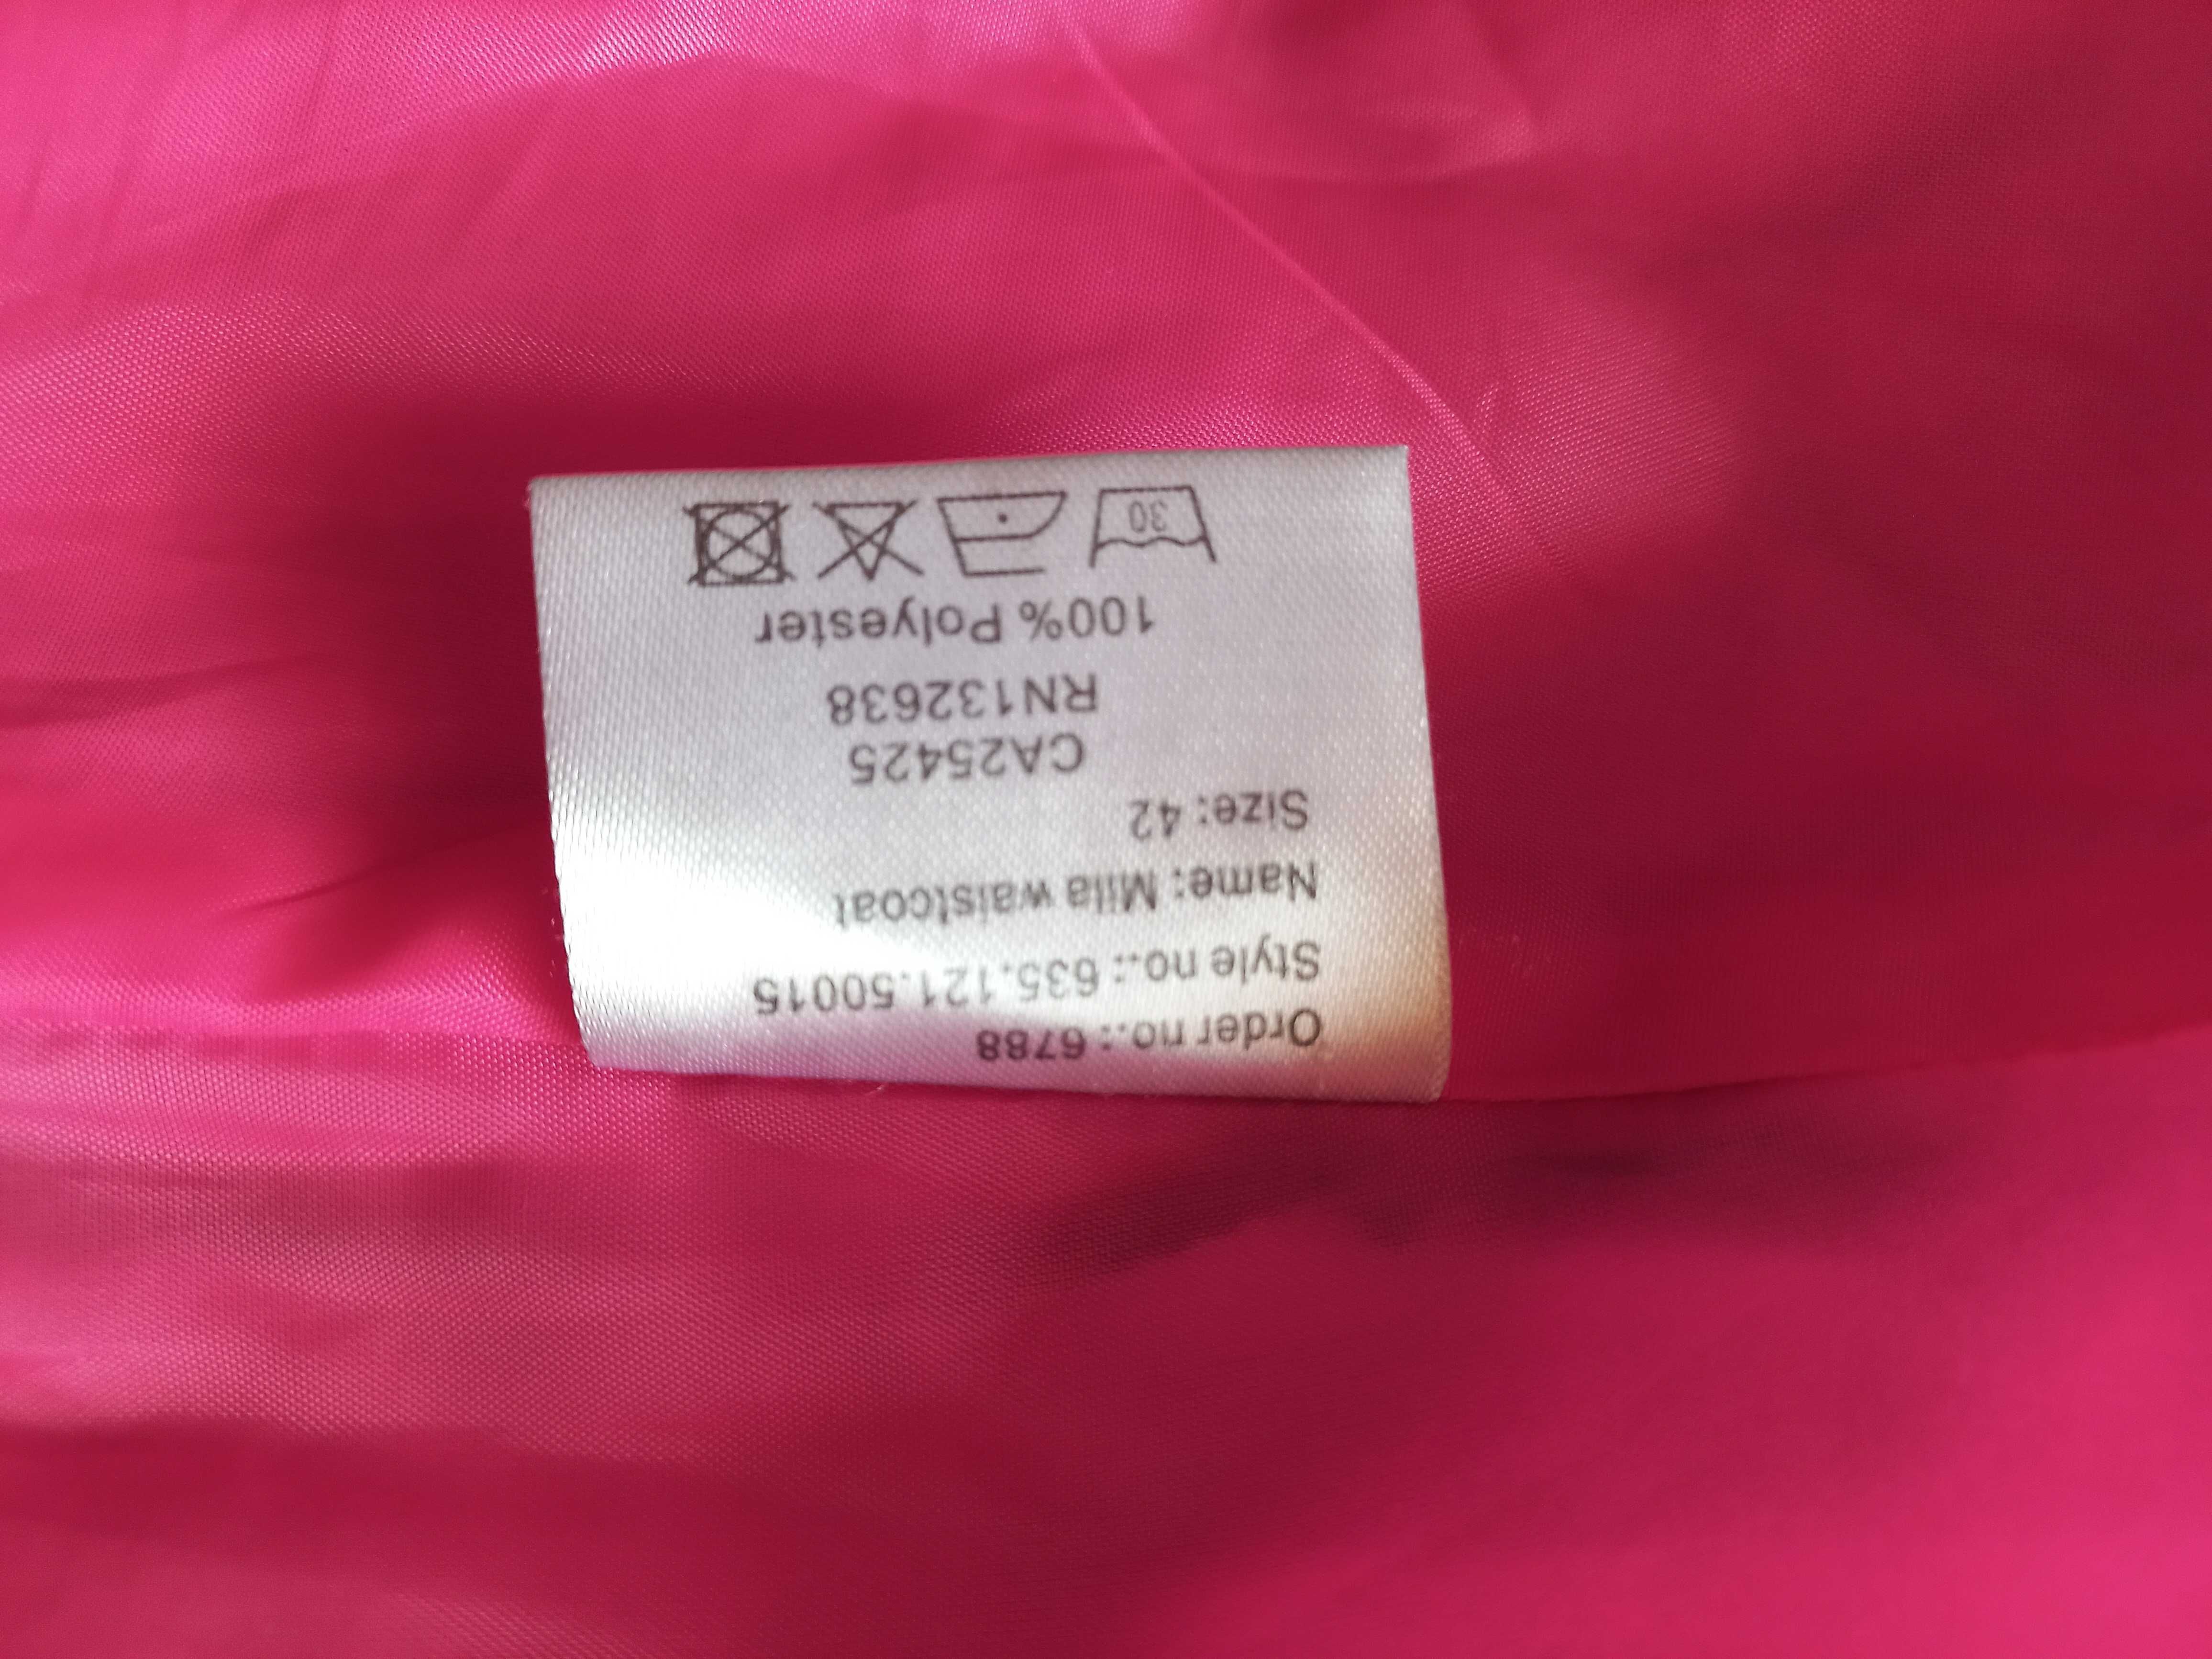 Order no.: 6788
Style no.: 635.121.50015
Name: Mila waistcoat
Size: 42
CA25425
RN132638
100% Polyester
30